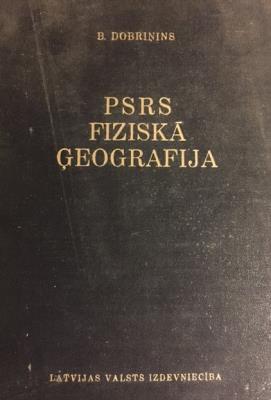 B. DOBRIŅINS
PSRS
FIZISKĀ
ĢEOGRAFIJA
LATVIJAS VALSTS IZDEVNIECĪBA